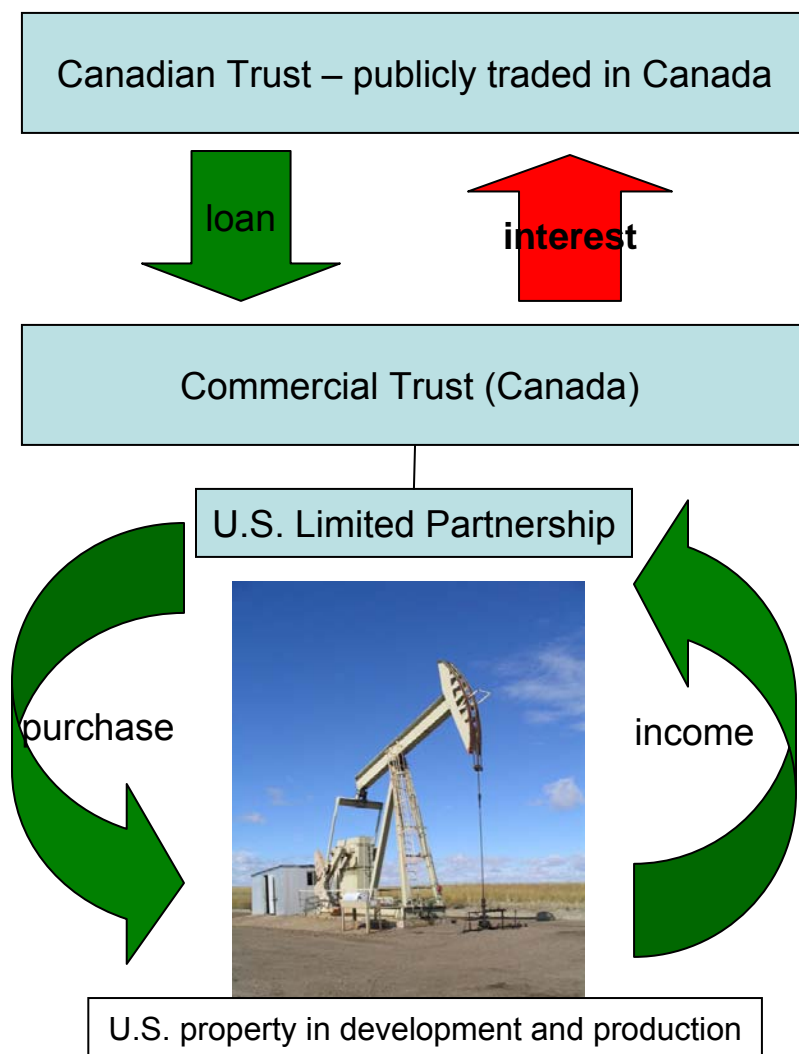 Canadian Trust – publicly traded in Canada
loan
interest
Commercial Trust (Canada)
U.S. Limited Partnership
purchase
income
U.S. property in development and production